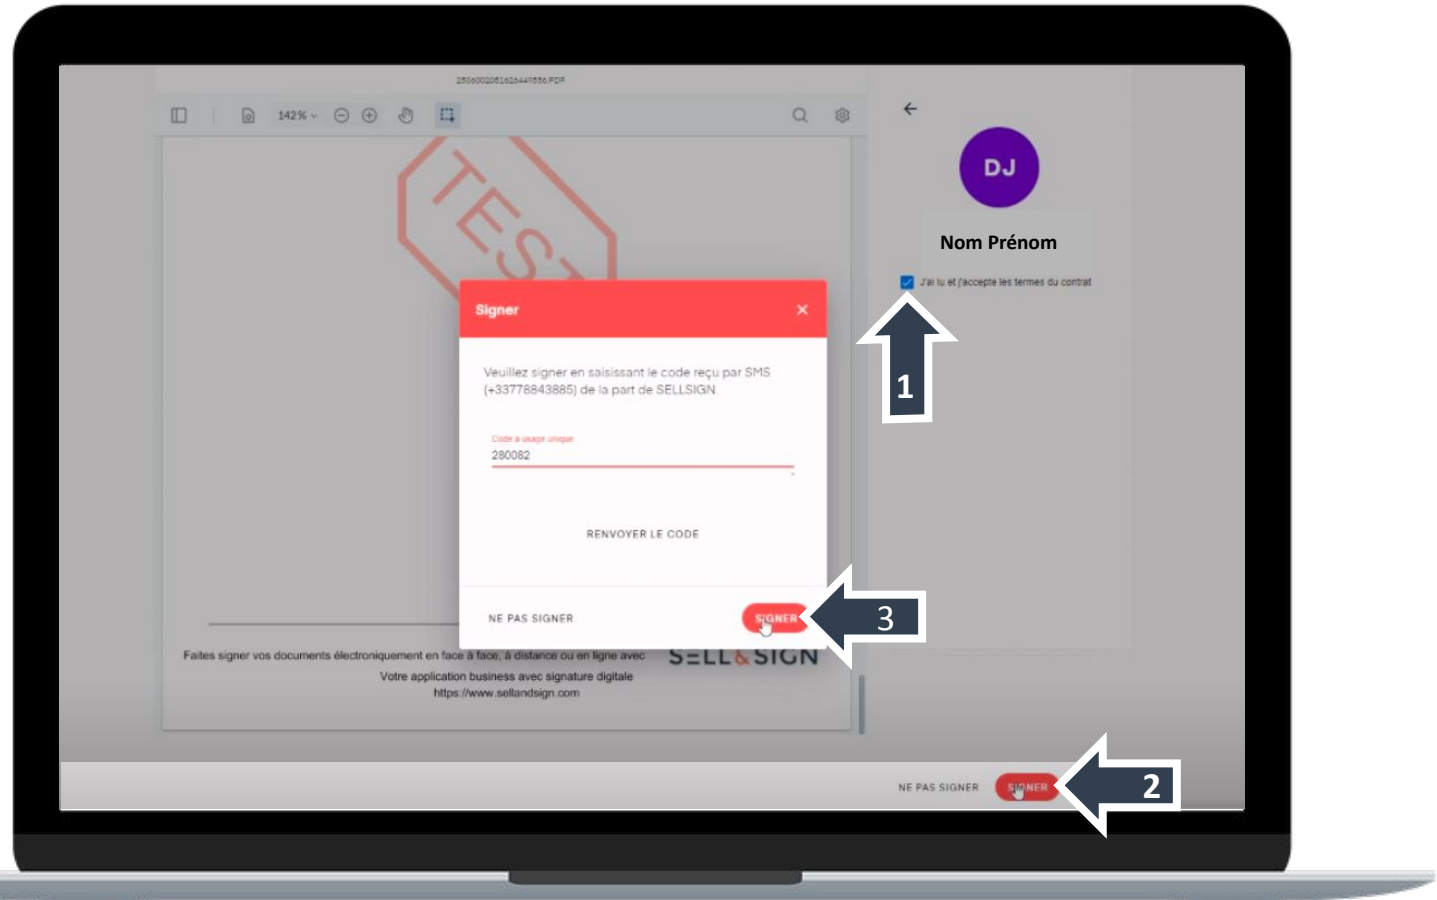 25060020516264418556.PDF
142%
DJ
Nom Prénom
J'ai lu et j'accepte les termes du contrat
TEST
Signer
Veuillez signer en saisissant le code reçu par SMS
(+33778843885) de la part de SELLSIGN.
Code à usage unique
280082
RENVOYER LE CODE
NE PAS SIGNER
SIGNER
1
3
Faites signer vos documents électroniquement en face à face, à distance ou en ligne avec
SELL&SIGN
Votre application business avec signature digitale
https://www.sellandsign.com
NE PAS SIGNER
SIGNER
2